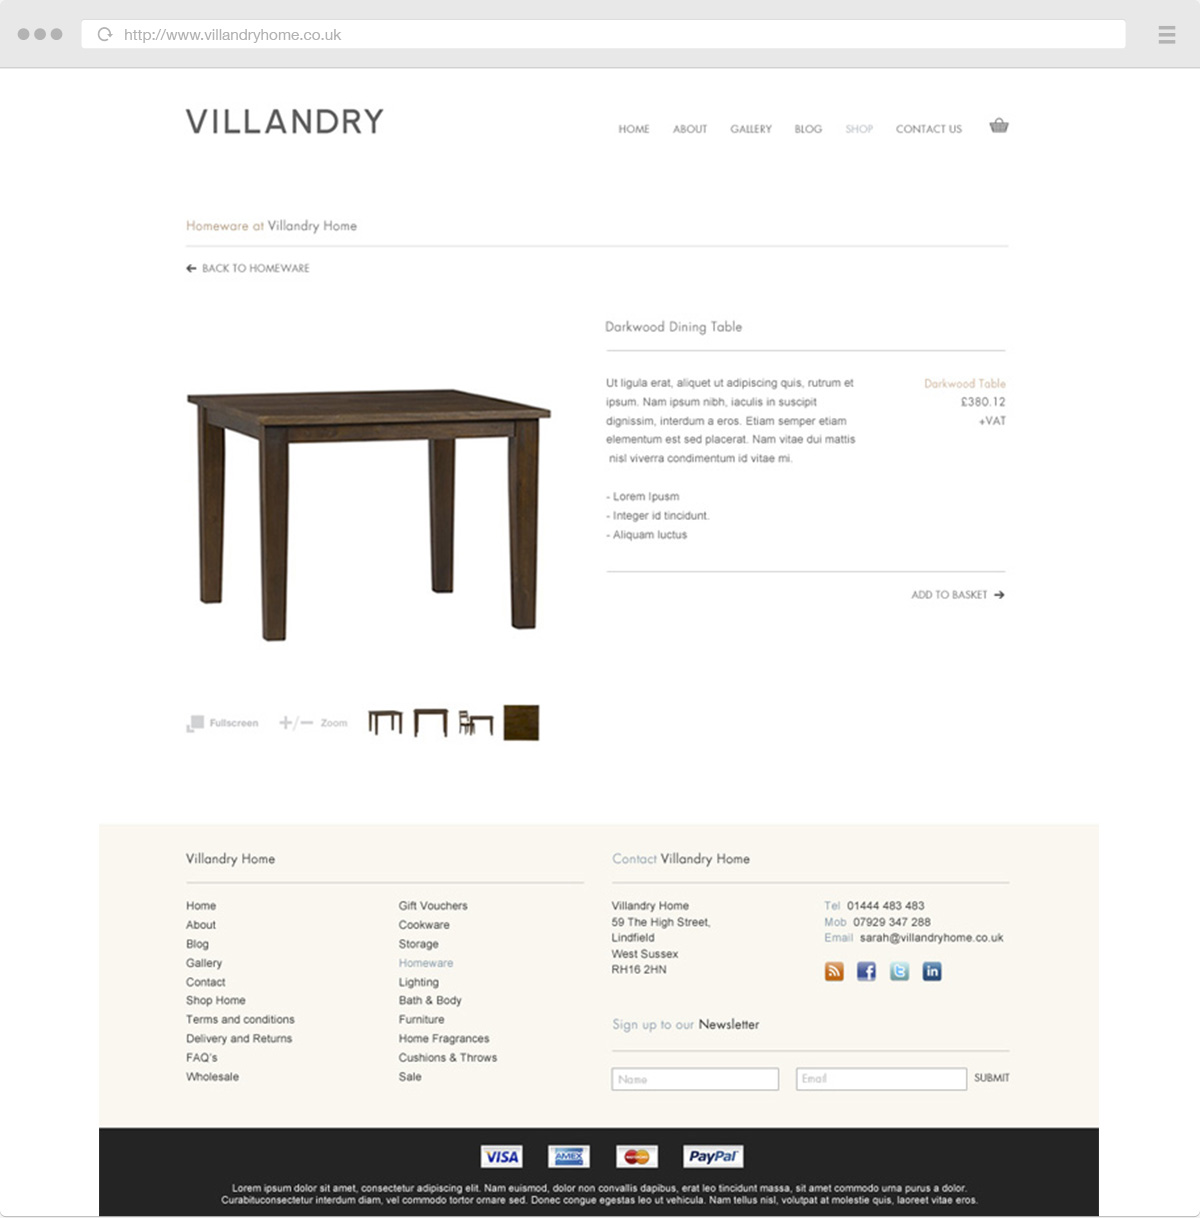 http://www.villandryhome.co.uk
VILLANDRY
HOME ABOUT GALLERY BLOG SHOP CONTACT US
Homeware at Villandry Home
BACK TO HOMEWARE
Darkwood Dining Table
Ut ligula erat, aliquet ut adipiscing quis, rutrum et
ipsum. Nam ipsum nibh, iaculis in suscipit
dignissim, interdum a eros. Etiam semper etiam
elementum est sed placerat. Nam vitae dui mattis
nisl viverra condimentum id vitae mi.
- Lorem Ipusm
- Integer id tincidunt.
- Aliquam luctus
Darkwood Table
£380.12
+VAT
ADD TO BASKET
Fullscreen +/- Zoom
Villandry Home
Home
About
Blog
Gallery
Contact
Shop Home
Terms and conditions
Delivery and Returns
FAQ's
Wholesale
Gift Vouchers
Cookware
Storage
Homeware
Lighting
Bath & Body
Furniture
Home Fragrances
Cushions & Throws
Sale
Contact Villandry Home
Villandry Home
59 The High Street,
Lindfield
West Sussex
RH16 2HN
Tel 01444 483 483
Mob 07929 347 288
Email sarah@villandryhome.co.uk
f t in
Sign up to our Newsletter
Name Email SUBMIT
VISA AMEX MasterCard PayPal
Lorem ipsum dolor sit amet, consectetur adipiscing elit. Nam euismod, dolor non convallis dapibus, erat leo tincidunt massa, sit amet commodo urna purus a dolor.
Curabituconsectetur interdum diam, vel commodo tortor ornare sed. Donec congue egestas leo ut vehicula. Nam tellus nisl, volutpat at molestie quis, laoreet vitae eros.